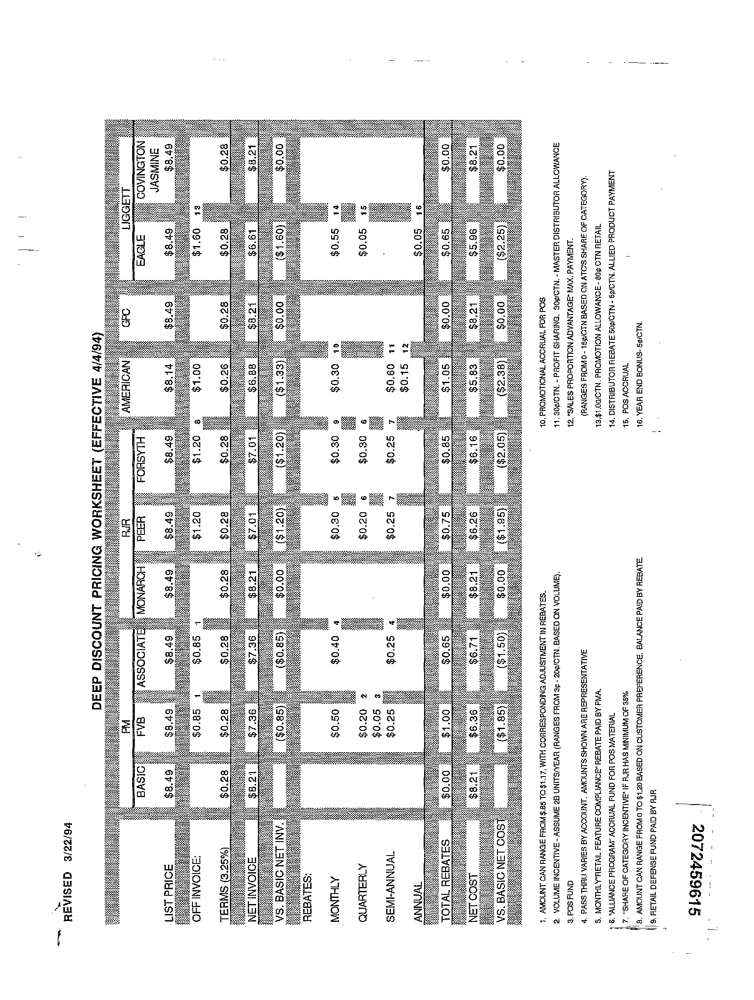 REVISED 3/22/94
DEEP DISCOUNT PRICING WORKSHEET (EFFECTIVE 4/4/94)
PM RJR AMERICAN GPC LIGGETT
BASIC FVB ASSOCIATE MONARCH PEER FORSYTH EAGLE COVINGTON JASMINE
LIST PRICE $8.49 $8.49 $8.49 $8.49 $8.49 $8.49 $8.14 $8.49 $8.49 $8.49
OFF INVOICE: $0.85 1 $0.85 1 $1.20 $1.20 8 $1.00 $1.60 13
TERMS (3.25%) $0.28 $0.28 $0.28 $0.28 $0.28 $0.28 $0.26 $0.28 $0.28 $0.28
NET INVOICE $8.21 $7.36 $7.36 $8.21 $7.01 $7.01 $6.88 $8.21 $6.61 $8.21
VS. BASIC NET INV. ($0.85) ($0.85) $0.00 ($1.20) ($1.20) ($1.33) $0.00 ($1.60) $0.00
REBATES:
MONTHLY $0.50 $0.40 4 $0.30 5 $0.30 9 $0.30 10 $0.55 14
QUARTERLY $0.20 2 $0.20 6 $0.30 6 $0.05 15
$0.05 3
SEMI-ANNUAL $0.25 $0.25 4 $0.25 7 $0.25 7 $0.60 11
$0.15 12
ANNUAL $0.05 16
TOTAL REBATES $0.00 $1.00 $0.65 $0.00 $0.75 $0.85 $1.05 $0.00 $0.65 $0.00
NET COST $8.21 $6.36 $6.71 $8.21 $6.26 $6.16 $5.83 $8.21 $5.96 $8.21
VS. BASIC NET COST ($1.85) ($1.50) $0.00 ($1.95) ($2.05) ($2.38) $0.00 ($2.25) $0.00
1. AMOUNT CAN RANGE FROM $.85 TO $1.17, WITH CORRESPONDING ADJUSTMENT IN REBATES.
2. VOLUME INCENTIVE - ASSUME 2B UNITS/YEAR (RANGES FROM 3¢ - 20¢/CTN. BASED ON VOLUME).
3. POS FUND
4. PASS THRU VARIES BY ACCOUNT. AMOUNTS SHOWN ARE REPRESENTATIVE
5. MONTHLY "RETAIL FEATURE COMPLIANCE" REBATE PAID BY PMA.
6. "ALLIANCE PROGRAM" ACCRUAL FUND FOR POS MATERIAL
7. "SHARE OF CATEGORY INCENTIVE" IF RJR HAS MINIMUM OF 35%
8. AMOUNT CAN RANGE FROM 0 TO $1.20 BASED ON CUSTOMER PREFERENCE. BALANCE PAID BY REBATE.
9. RETAIL DEFENSE FUND PAID BY RJR
10. PROMOTIONAL ACCRUAL FOR POS
11. 30¢/CTN. - PROFIT SHARING. 30¢/CTN. - MASTER DISTRIBUTOR ALLOWANCE
12. "SALES PROPORTION ADVANTAGE" MAX. PAYMENT.
(RANGES FROM 0 - 15¢/CTN BASED ON ATC'S SHARE OF CATEGORY).
13. $1.00/CTN. PROMOTION ALLOWANCE - 60¢ CTN RETAIL
14. DISTRIBUTOR REBATE 50¢/CTN - 5¢/CTN. ALLIED PRODUCT PAYMENT
15. POS ACCRUAL
16. YEAR END BONUS- 5¢/CTN.
2072459615